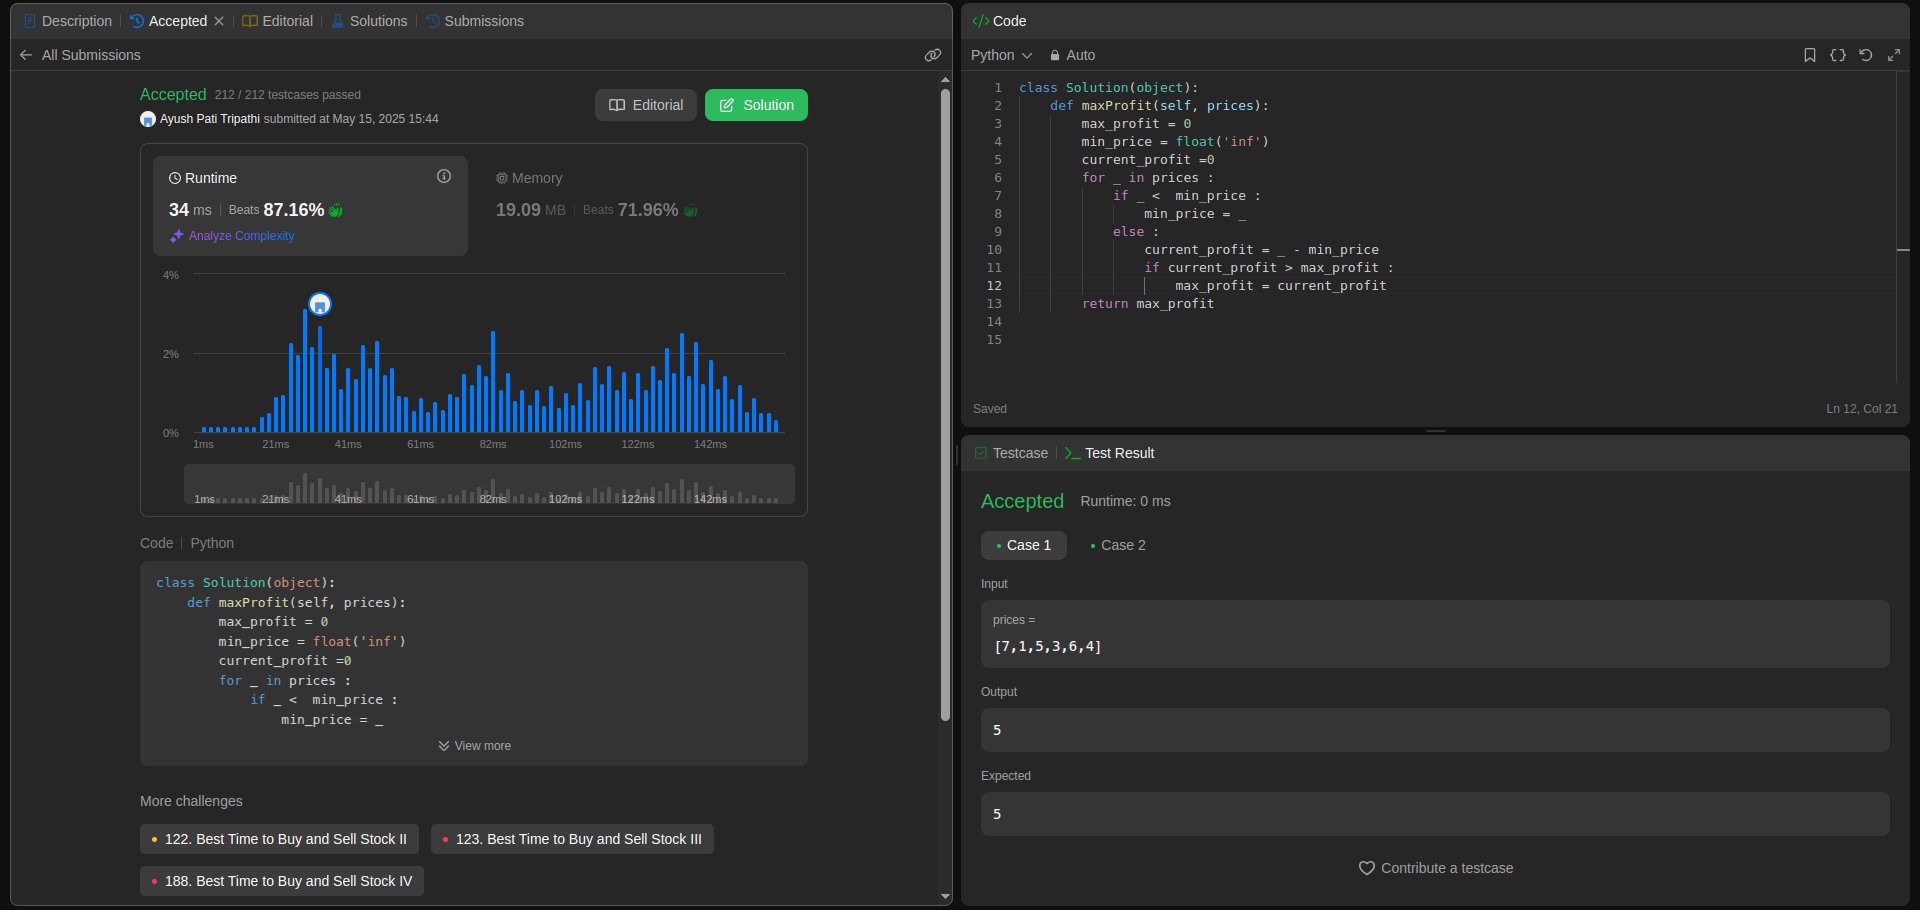 Description Accepted Editorial Solutions Submissions
All Submissions
Accepted 212 / 212 testcases passed
Ayush Pati Tripathi submitted at May 15, 2025 15:44
Editorial Solution
Runtime
34 ms Beats 87.16%
Analyze Complexity
Memory
19.09 MB Beats 71.96%
4%
2%
0%
1ms 21ms 41ms 61ms 82ms 102ms 122ms 142ms
1ms 21ms 41ms 61ms 82ms 102ms 122ms 142ms
Code Python
class Solution(object):
    def maxProfit(self, prices):
        max_profit = 0
        min_price = float('inf')
        current_profit =0
        for _ in prices :
            if _ <  min_price :
                min_price = _
View more
More challenges
122. Best Time to Buy and Sell Stock II
123. Best Time to Buy and Sell Stock III
188. Best Time to Buy and Sell Stock IV
</> Code
Python Auto
1 class Solution(object):
2     def maxProfit(self, prices):
3         max_profit = 0
4         min_price = float('inf')
5         current_profit =0
6         for _ in prices :
7             if _ <  min_price :
8                 min_price = _
9             else :
10                 current_profit = _ - min_price
11                 if current_profit > max_profit :
12                     max_profit = current_profit
13         return max_profit
14
15
Saved Ln 12, Col 21
Testcase Test Result
Accepted Runtime: 0 ms
Case 1 Case 2
Input
prices =
[7,1,5,3,6,4]
Output
5
Expected
5
Contribute a testcase